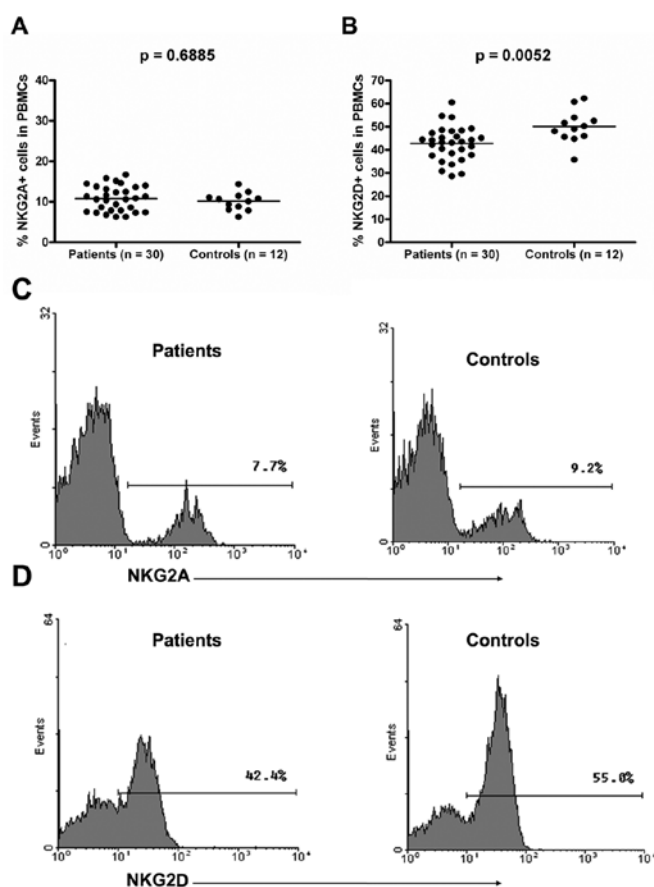 A
p = 0.6885
% NKG2A+ cells in PBMCs
40
30
20
10
0
Patients (n = 30)
Controls (n = 12)
B
p = 0.0052
% NKG2D+ cells in PBMCs
70
60
50
40
30
20
10
0
Patients (n = 30)
Controls (n = 12)
C
Patients
32
Events
0
7.7%
10⁰ 10¹ 10² 10³ 10⁴
Controls
32
Events
0
9.2%
10⁰ 10¹ 10² 10³ 10⁴
NKG2A
D
Patients
64
Events
0
42.4%
10⁰ 10¹ 10² 10³ 10⁴
Controls
64
Events
0
55.0%
10⁰ 10¹ 10² 10³ 10⁴
NKG2D